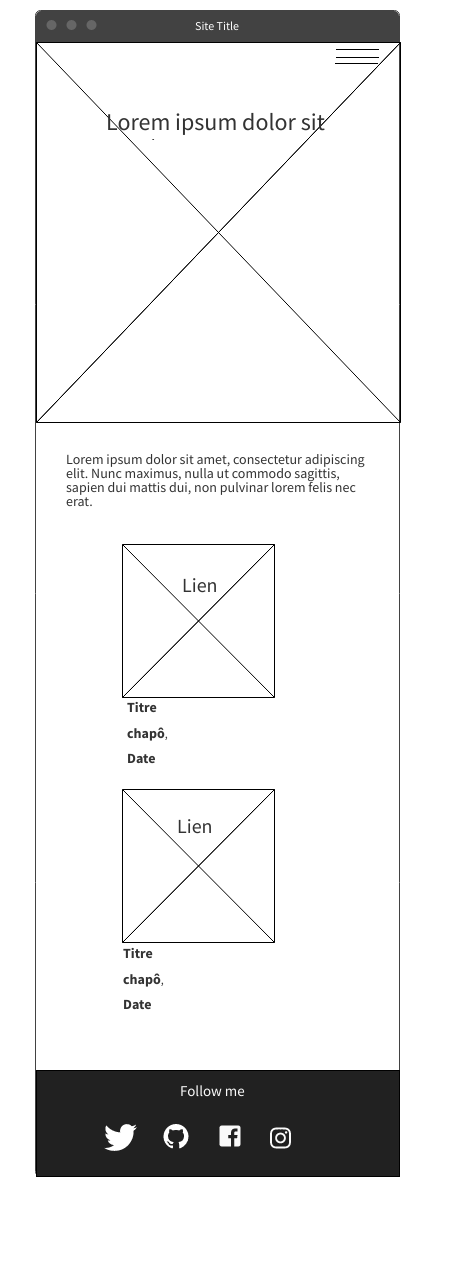 Site Title
Lorem ipsum dolor sit
Lorem ipsum dolor sit amet, consectetur adipiscing
elit. Nunc maximus, nulla ut commodo sagittis,
sapien dui mattis dui, non pulvinar lorem felis nec
erat.
Lien
Titre
chapô,
Date
Lien
Titre
chapô,
Date
Follow me